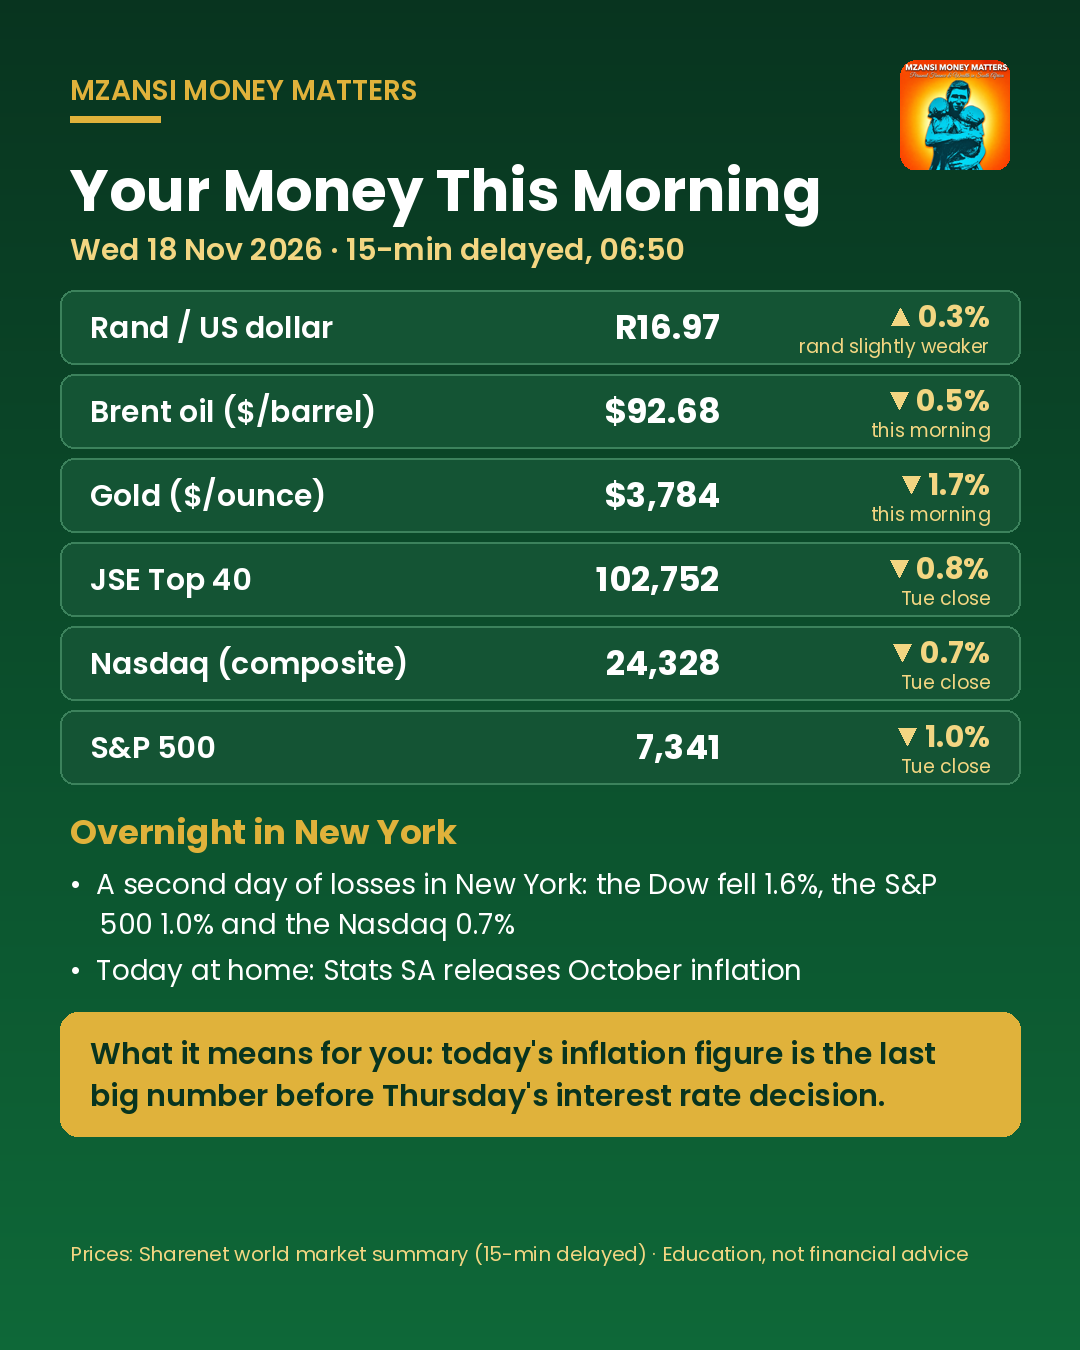 MZANSI MONEY MATTERS
MZANSI MONEY MATTERS
Your Money This Morning
Wed 18 Nov 2026 · 15-min delayed, 06:50
Rand / US dollar R16.97 ▲ 0.3%
rand slightly weaker
Brent oil ($/barrel) $92.68 ▼ 0.5%
this morning
Gold ($/ounce) $3,784 ▼ 1.7%
this morning
JSE Top 40 102,752 ▼ 0.8%
Tue close
Nasdaq (composite) 24,328 ▼ 0.7%
Tue close
S&P 500 7,341 ▼ 1.0%
Tue close
Overnight in New York
• A second day of losses in New York: the Dow fell 1.6%, the S&P
500 1.0% and the Nasdaq 0.7%
• Today at home: Stats SA releases October inflation
What it means for you: today's inflation figure is the last
big number before Thursday's interest rate decision.
Prices: Sharenet world market summary (15-min delayed) · Education, not financial advice